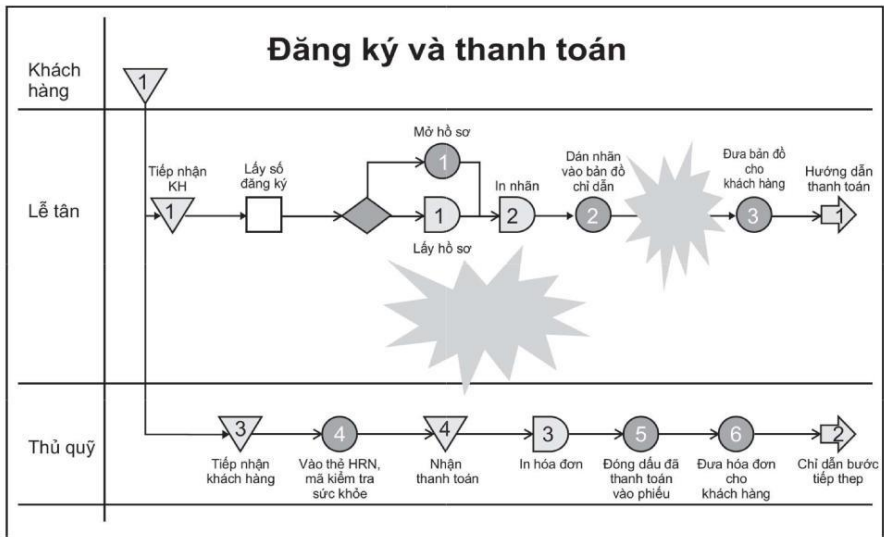 Đăng ký và thanh toán
Khách
hàng
1
Lễ tân
Tiếp nhận
KH
1
Lấy số
đăng ký
Mở hồ sơ
1
1
Lấy hồ sơ
In nhãn
2
Dán nhãn
vào bản đồ
chỉ dẫn
2
Đưa bản đồ
cho
khách hàng
3
Hướng dẫn
thanh toán
1
Thủ quỹ
3
Tiếp nhận
khách hàng
4
Vào thẻ HRN,
mã kiểm tra
sức khỏe
4
Nhận
thanh toán
3
In hóa đơn
5
Đóng dấu đã
thanh toán
vào phiếu
6
Đưa hóa đơn
cho
khách hàng
2
Chỉ dẫn bước
tiếp thep